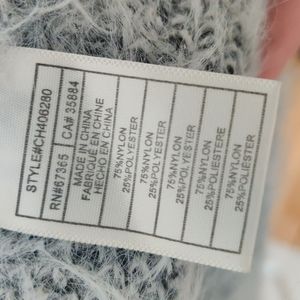 STYLE#CH406280
RN#67365
CA# 35884
MADE IN CHINA
FABRIQUÉ EN CHINE
HECHO EN CHINA
75%NYLON
25%POLYESTER
75%NYLON
25%POLYESTER
75%NYLON
25%POLYESTER
75%NYLON
25%POLYESTERE
75%NYLON
25%POLIÉSTER